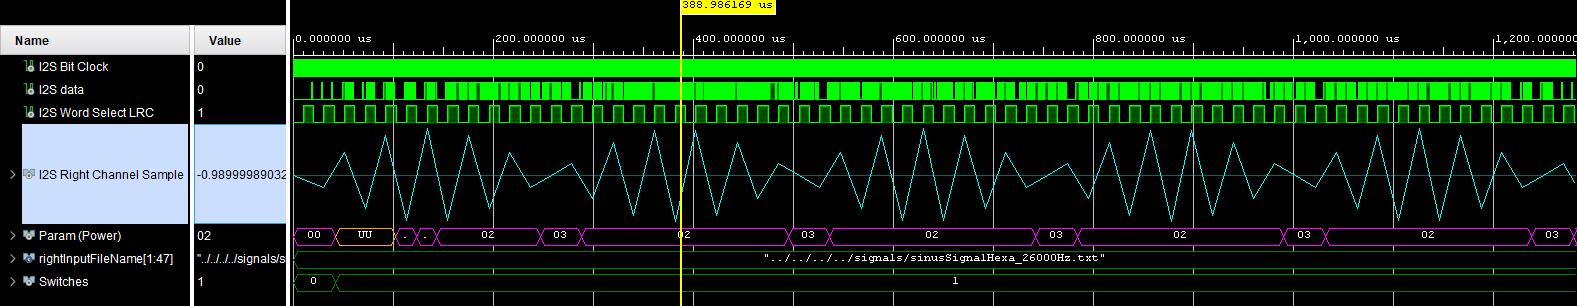 388.986169 us
Name Value
0.000000 us 200.000000 us 400.000000 us 600.000000 us 800.000000 us 1,000.000000 us 1,200.000000
I2S Bit Clock 0
I2S data 0
I2S Word Select LRC 1
I2S Right Channel Sample -0.98999989032
Param (Power) 02 00 UU . . 02 03 02 03 02 03 02 03 02 03
rightInputFileName[1:47] "../../../../signals/s "../../../../signals/sinusSignalHexa_26000Hz.txt"
Switches 1 0 1